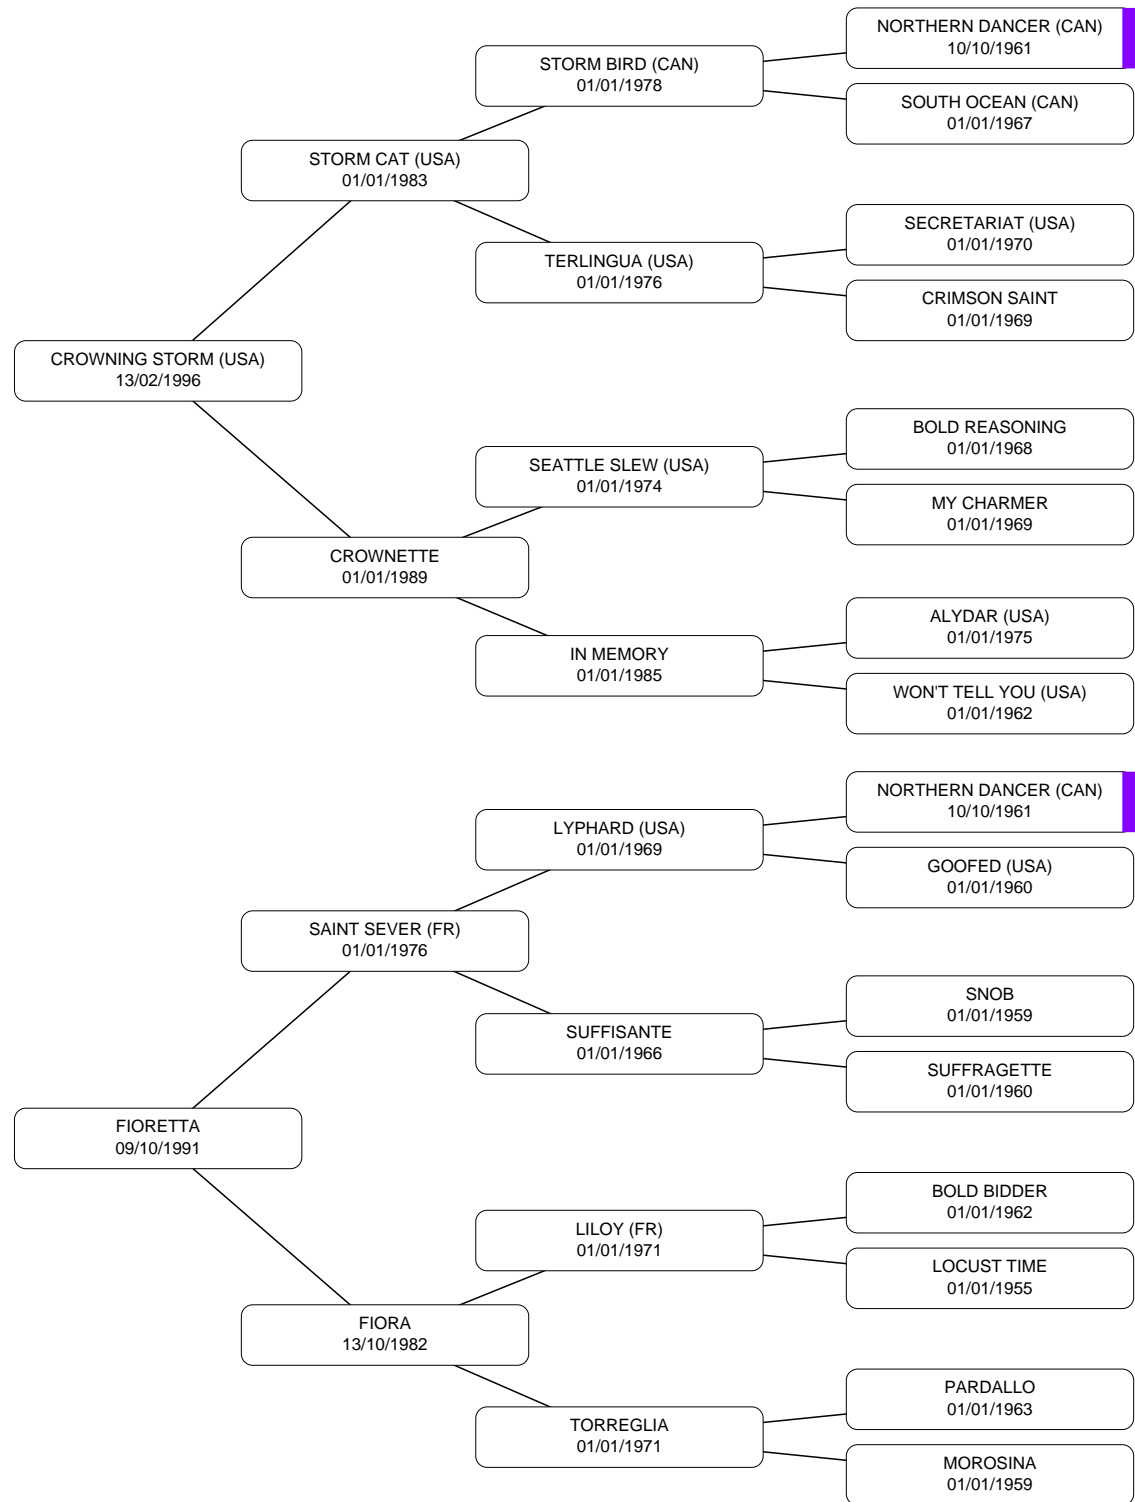 NORTHERN DANCER (CAN)
10/10/1961
STORM BIRD (CAN)
01/01/1978
SOUTH OCEAN (CAN)
01/01/1967
STORM CAT (USA)
01/01/1983
SECRETARIAT (USA)
01/01/1970
TERLINGUA (USA)
01/01/1976
CRIMSON SAINT
01/01/1969
CROWNING STORM (USA)
13/02/1996
BOLD REASONING
01/01/1968
SEATTLE SLEW (USA)
01/01/1974
MY CHARMER
01/01/1969
CROWNETTE
01/01/1989
ALYDAR (USA)
01/01/1975
IN MEMORY
01/01/1985
WON'T TELL YOU (USA)
01/01/1962
NORTHERN DANCER (CAN)
10/10/1961
LYPHARD (USA)
01/01/1969
GOOFED (USA)
01/01/1960
SAINT SEVER (FR)
01/01/1976
SNOB
01/01/1959
SUFFISANTE
01/01/1966
SUFFRAGETTE
01/01/1960
FIORETTA
09/10/1991
BOLD BIDDER
01/01/1962
LILOY (FR)
01/01/1971
LOCUST TIME
01/01/1955
FIORA
13/10/1982
PARDALLO
01/01/1963
TORREGLIA
01/01/1971
MOROSINA
01/01/1959